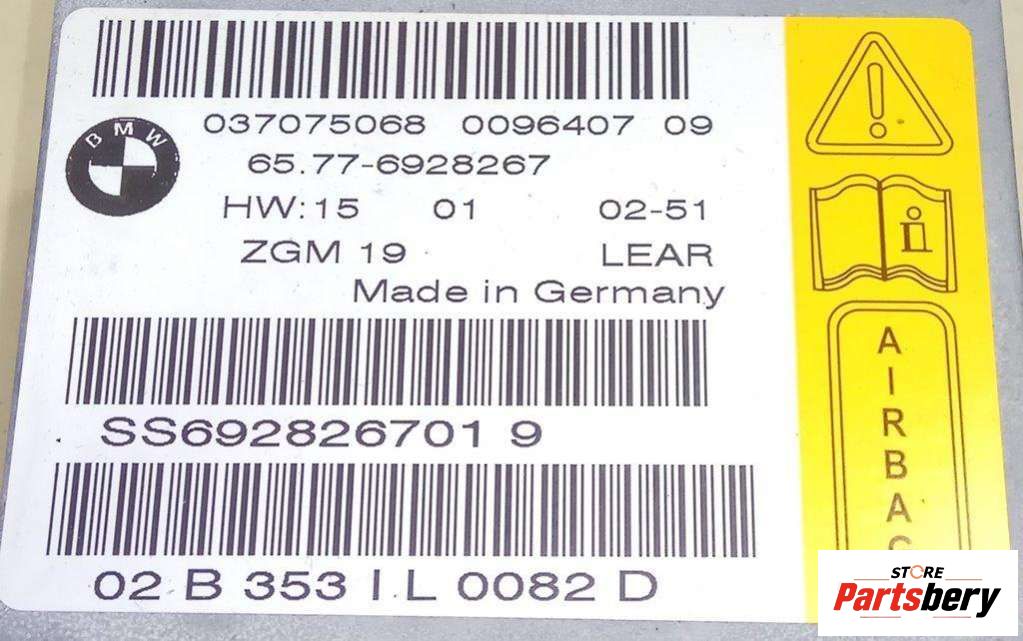 037075068 0096407 09
BMW
65.77-6928267
HW:15 01 02-51
ZGM 19 LEAR
Made in Germany
SS692826701 9
02 B 353 I L 0082 D
AIRBAG
STORE
Partsbery